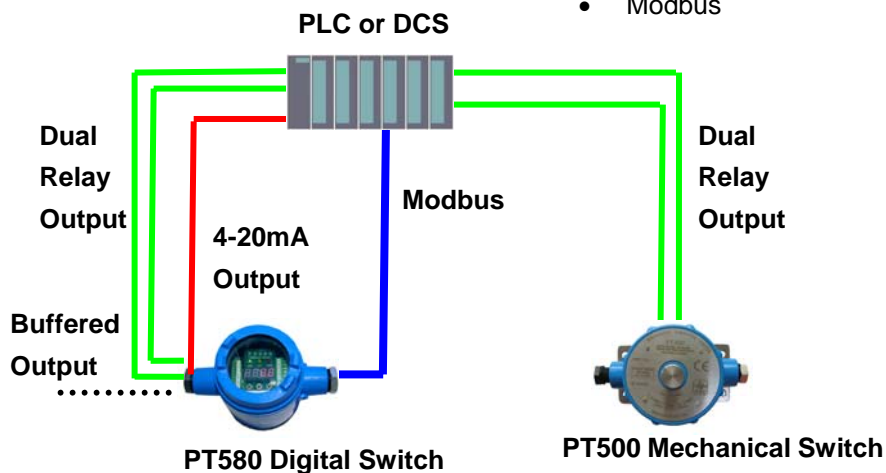 • Modbus
PLC or DCS
Dual
Relay
Output
Dual
Relay
Output
Modbus
4-20mA
Output
Buffered
Output
PT580 Digital Switch
PT500 Mechanical Switch